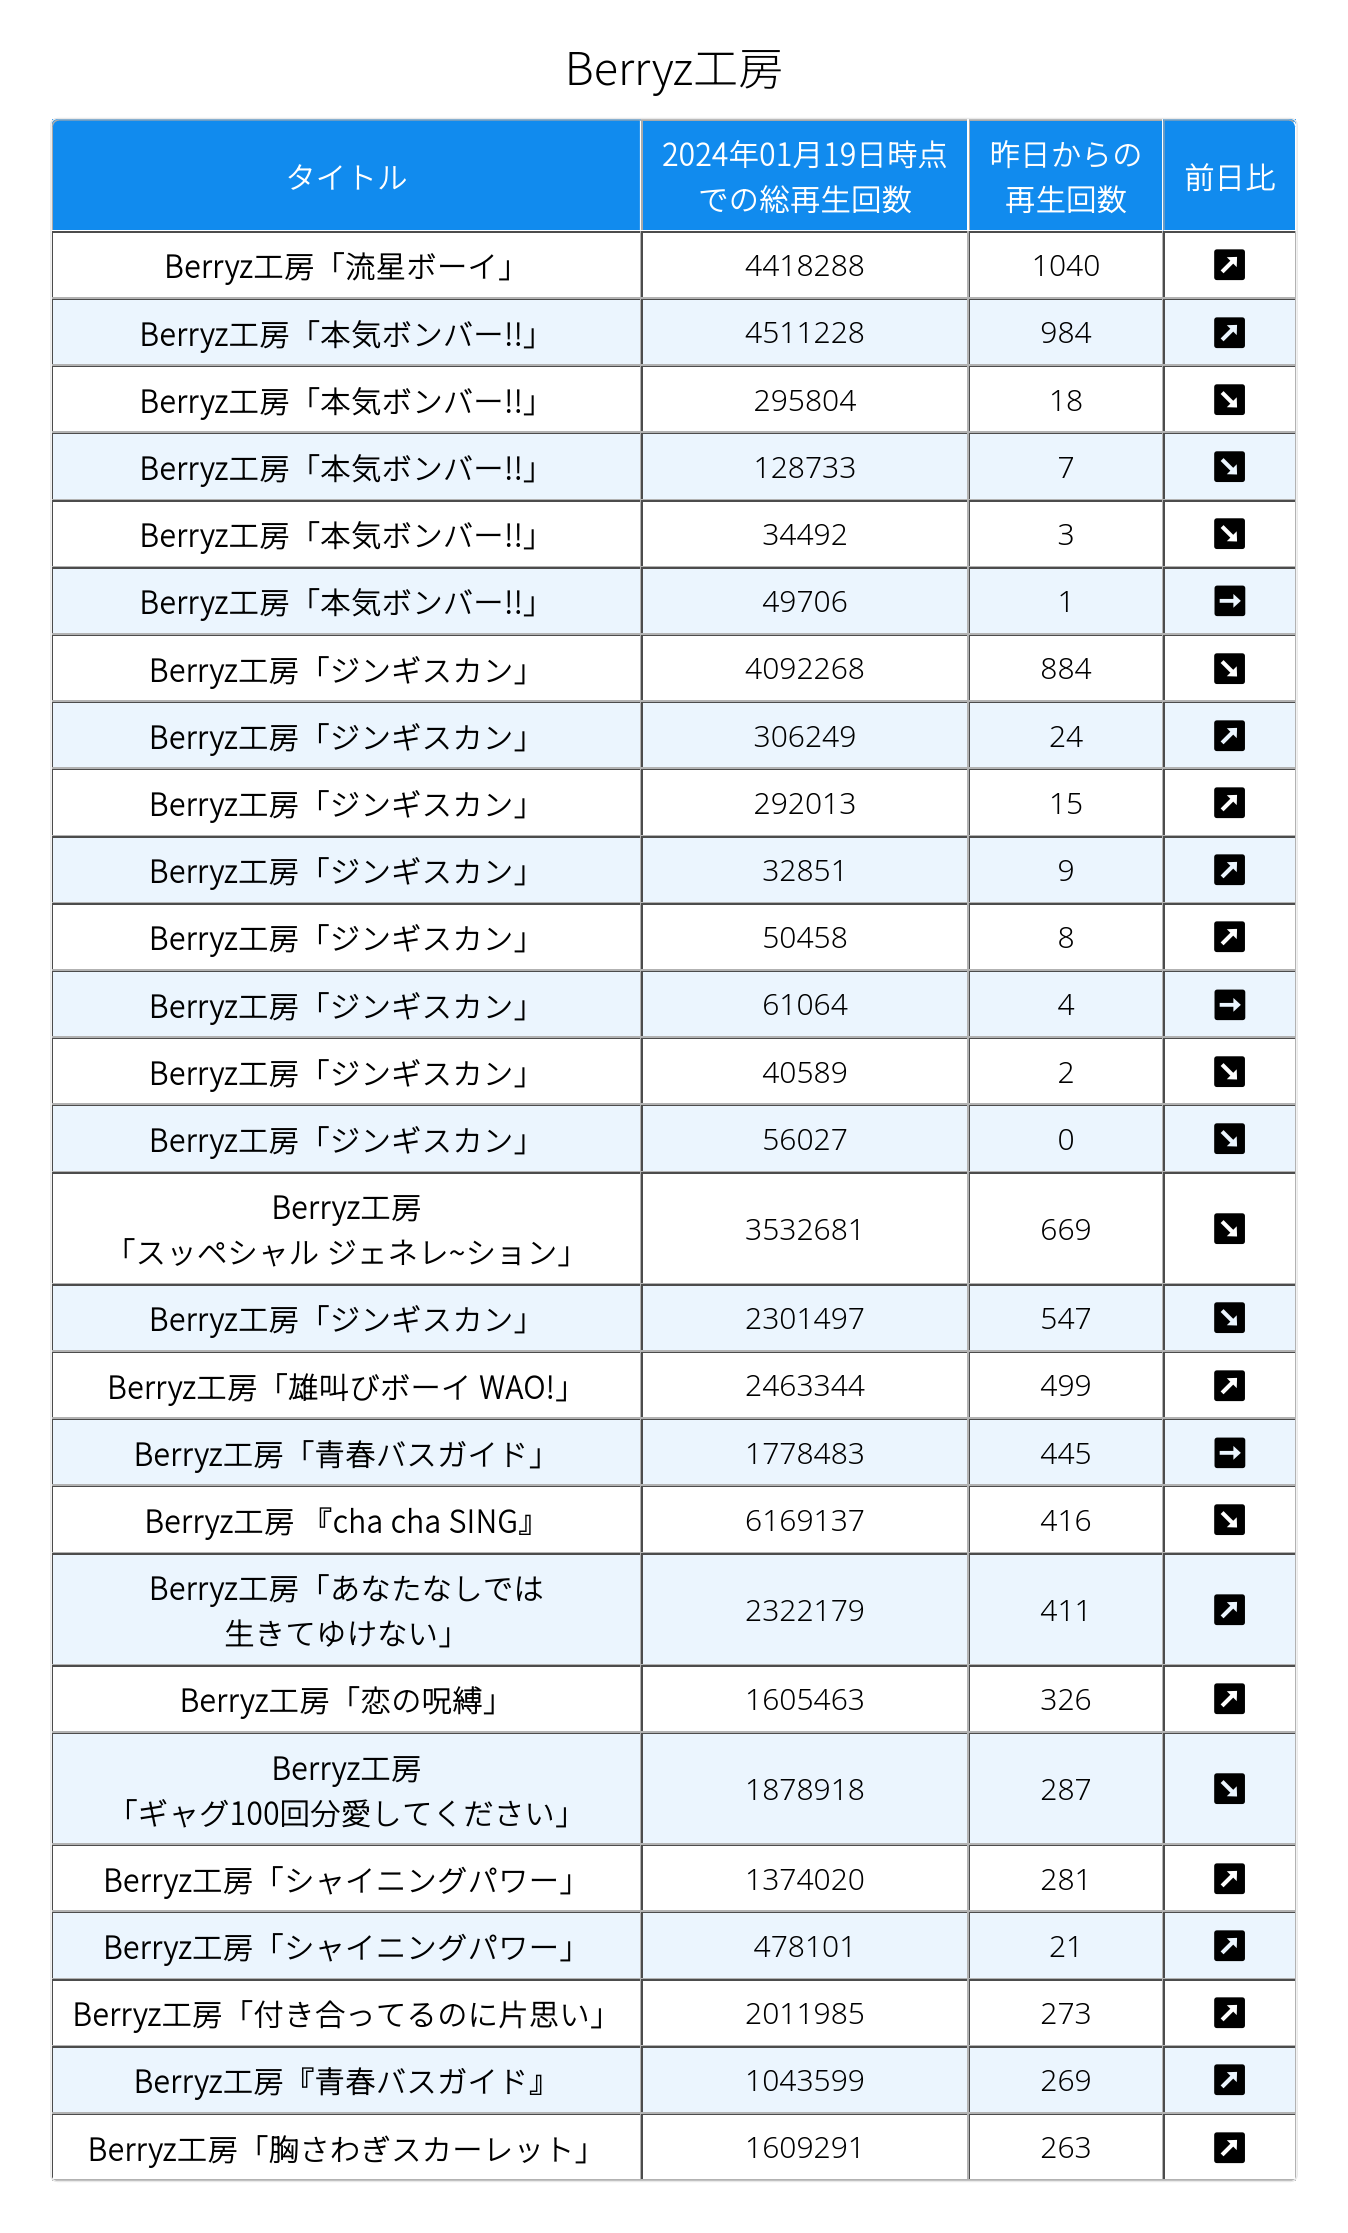 Berryz工房
タイトル 2024年01月19日時点 での総再生回数 昨日からの 再生回数 前日比
Berryz工房「流星ボーイ」 4418288 1040 ↗
Berryz工房「本気ボンバー!!」 4511228 984 ↗
Berryz工房「本気ボンバー!!」 295804 18 ↘
Berryz工房「本気ボンバー!!」 128733 7 ↘
Berryz工房「本気ボンバー!!」 34492 3 ↘
Berryz工房「本気ボンバー!!」 49706 1 →
Berryz工房「ジンギスカン」 4092268 884 ↘
Berryz工房「ジンギスカン」 306249 24 ↗
Berryz工房「ジンギスカン」 292013 15 ↗
Berryz工房「ジンギスカン」 32851 9 ↗
Berryz工房「ジンギスカン」 50458 8 ↗
Berryz工房「ジンギスカン」 61064 4 →
Berryz工房「ジンギスカン」 40589 2 ↘
Berryz工房「ジンギスカン」 56027 0 ↘
Berryz工房
「スッペシャル ジェネレ~ション」 3532681 669 ↘
Berryz工房「ジンギスカン」 2301497 547 ↘
Berryz工房「雄叫びボーイ WAO!」 2463344 499 ↗
Berryz工房「青春バスガイド」 1778483 445 →
Berryz工房 『cha cha SING』 6169137 416 ↘
Berryz工房「あなたなしでは
生きてゆけない」 2322179 411 ↗
Berryz工房「恋の呪縛」 1605463 326 ↗
Berryz工房
「ギャグ100回分愛してください」 1878918 287 ↘
Berryz工房「シャイニングパワー」 1374020 281 ↗
Berryz工房「シャイニングパワー」 478101 21 ↗
Berryz工房「付き合ってるのに片思い」 2011985 273 ↗
Berryz工房『青春バスガイド』 1043599 269 ↗
Berryz工房「胸さわぎスカーレット」 1609291 263 ↗